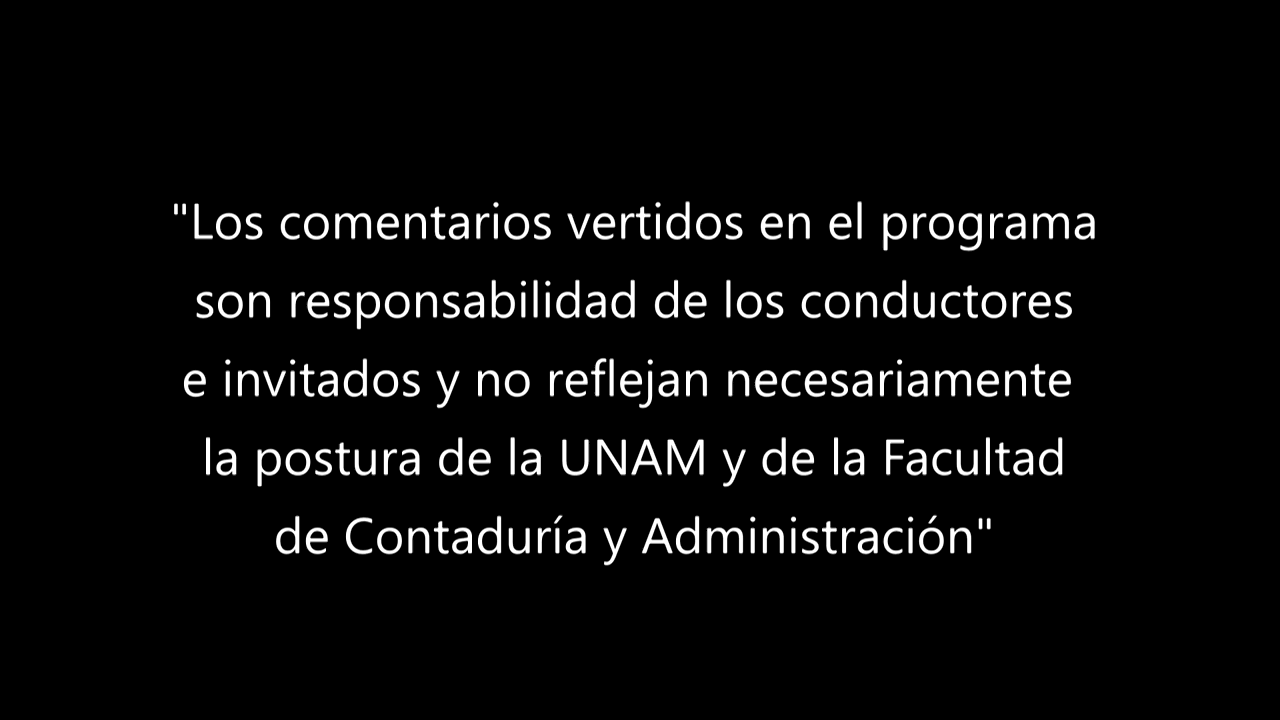 "Los comentarios vertidos en el programa
son responsabilidad de los conductores
e invitados y no reflejan necesariamente
la postura de la UNAM y de la Facultad
de Contaduría y Administración"